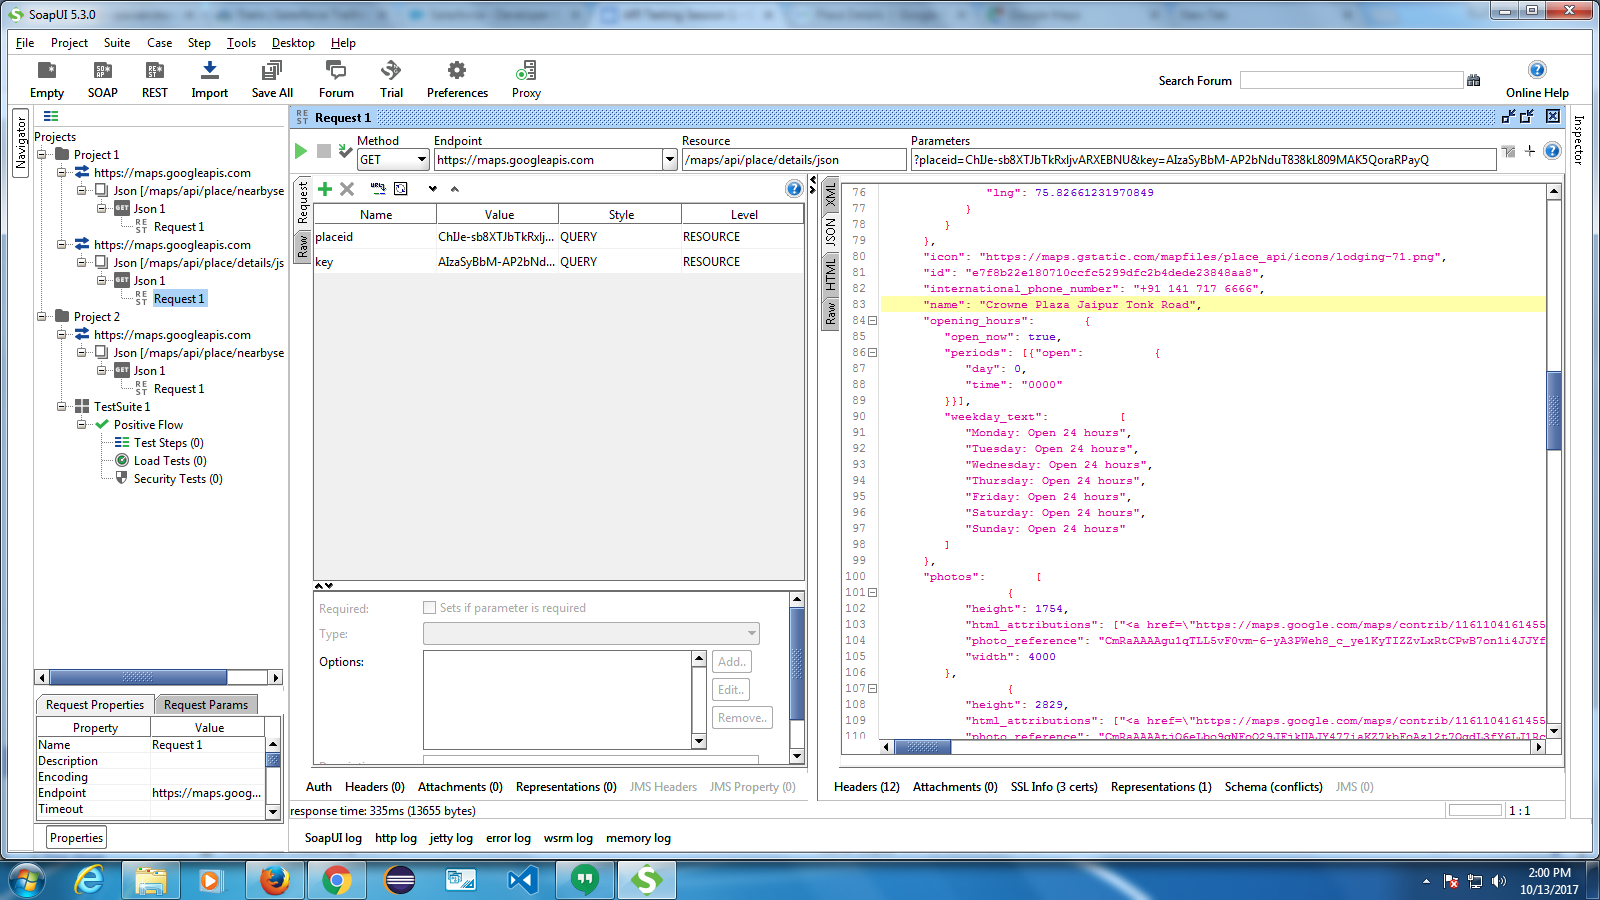 SoapUI 5.3.0
File Project Suite Case Step Tools Desktop Help
Empty SOAP REST Import Save All Forum Trial Preferences Proxy
Search Forum
Online Help
Navigator
Projects
Project 1
https://maps.googleapis.com
Json [/maps/api/place/nearbyse
Json 1
Request 1
https://maps.googleapis.com
Json [/maps/api/place/details/js
Json 1
Request 1
Project 2
https://maps.googleapis.com
Json [/maps/api/place/nearbyse
Json 1
Request 1
TestSuite 1
Positive Flow
Test Steps (0)
Load Tests (0)
Security Tests (0)
Request Properties Request Params
Property Value
Name Request 1
Description
Encoding
Endpoint https://maps.goog...
Timeout
Properties
Request 1
Method Endpoint Resource Parameters
GET https://maps.googleapis.com /maps/api/place/details/json ?placeid=ChIJe-sb8XTJbTkRxIjvARXEBNU&key=AIzaSyBbM-AP2bNduT838kL809MAK5QoraRPayQ
Request
Raw
Name Value Style Level
placeid ChIJe-sb8XTJbTkRxIj... QUERY RESOURCE
key AIzaSyBbM-AP2bNd... QUERY RESOURCE
Required: Sets if parameter is required
Type:
Options:
Add..
Edit..
Remove..
Auth Headers (0) Attachments (0) Representations (0) JMS Headers JMS Property (0)
XML
JSON
HTML
Raw
76 "lng": 75.82661231970849
77 }
78 }
79 },
80 "icon": "https://maps.gstatic.com/mapfiles/place_api/icons/lodging-71.png",
81 "id": "e7f8b22e180710ccfc5299dfc2b4dede23848aa8",
82 "international_phone_number": "+91 141 717 6666",
83 "name": "Crowne Plaza Jaipur Tonk Road",
84 "opening_hours": {
85 "open_now": true,
86 "periods": [{"open": {
87 "day": 0,
88 "time": "0000"
89 }}],
90 "weekday_text": [
91 "Monday: Open 24 hours",
92 "Tuesday: Open 24 hours",
93 "Wednesday: Open 24 hours",
94 "Thursday: Open 24 hours",
95 "Friday: Open 24 hours",
96 "Saturday: Open 24 hours",
97 "Sunday: Open 24 hours"
98 ]
99 },
100 "photos": [
101 {
102 "height": 1754,
103 "html_attributions": ["<a href=\"https://maps.google.com/maps/contrib/1161104161455
104 "photo_reference": "CmRaAAAAgu1qTLL5vF0vm-6-yA3PWeh8_c_ye1KyTIZZvLxRtCPwB7on1i4JJYf
105 "width": 4000
106 },
107 {
108 "height": 2829,
109 "html_attributions": ["<a href=\"https://maps.google.com/maps/contrib/1161104161455
110
Headers (12) Attachments (0) SSL Info (3 certs) Representations (1) Schema (conflicts) JMS (0)
Inspector
response time: 335ms (13655 bytes)
1 : 1
SoapUI log http log jetty log error log wsrm log memory log
2:00 PM
10/13/2017